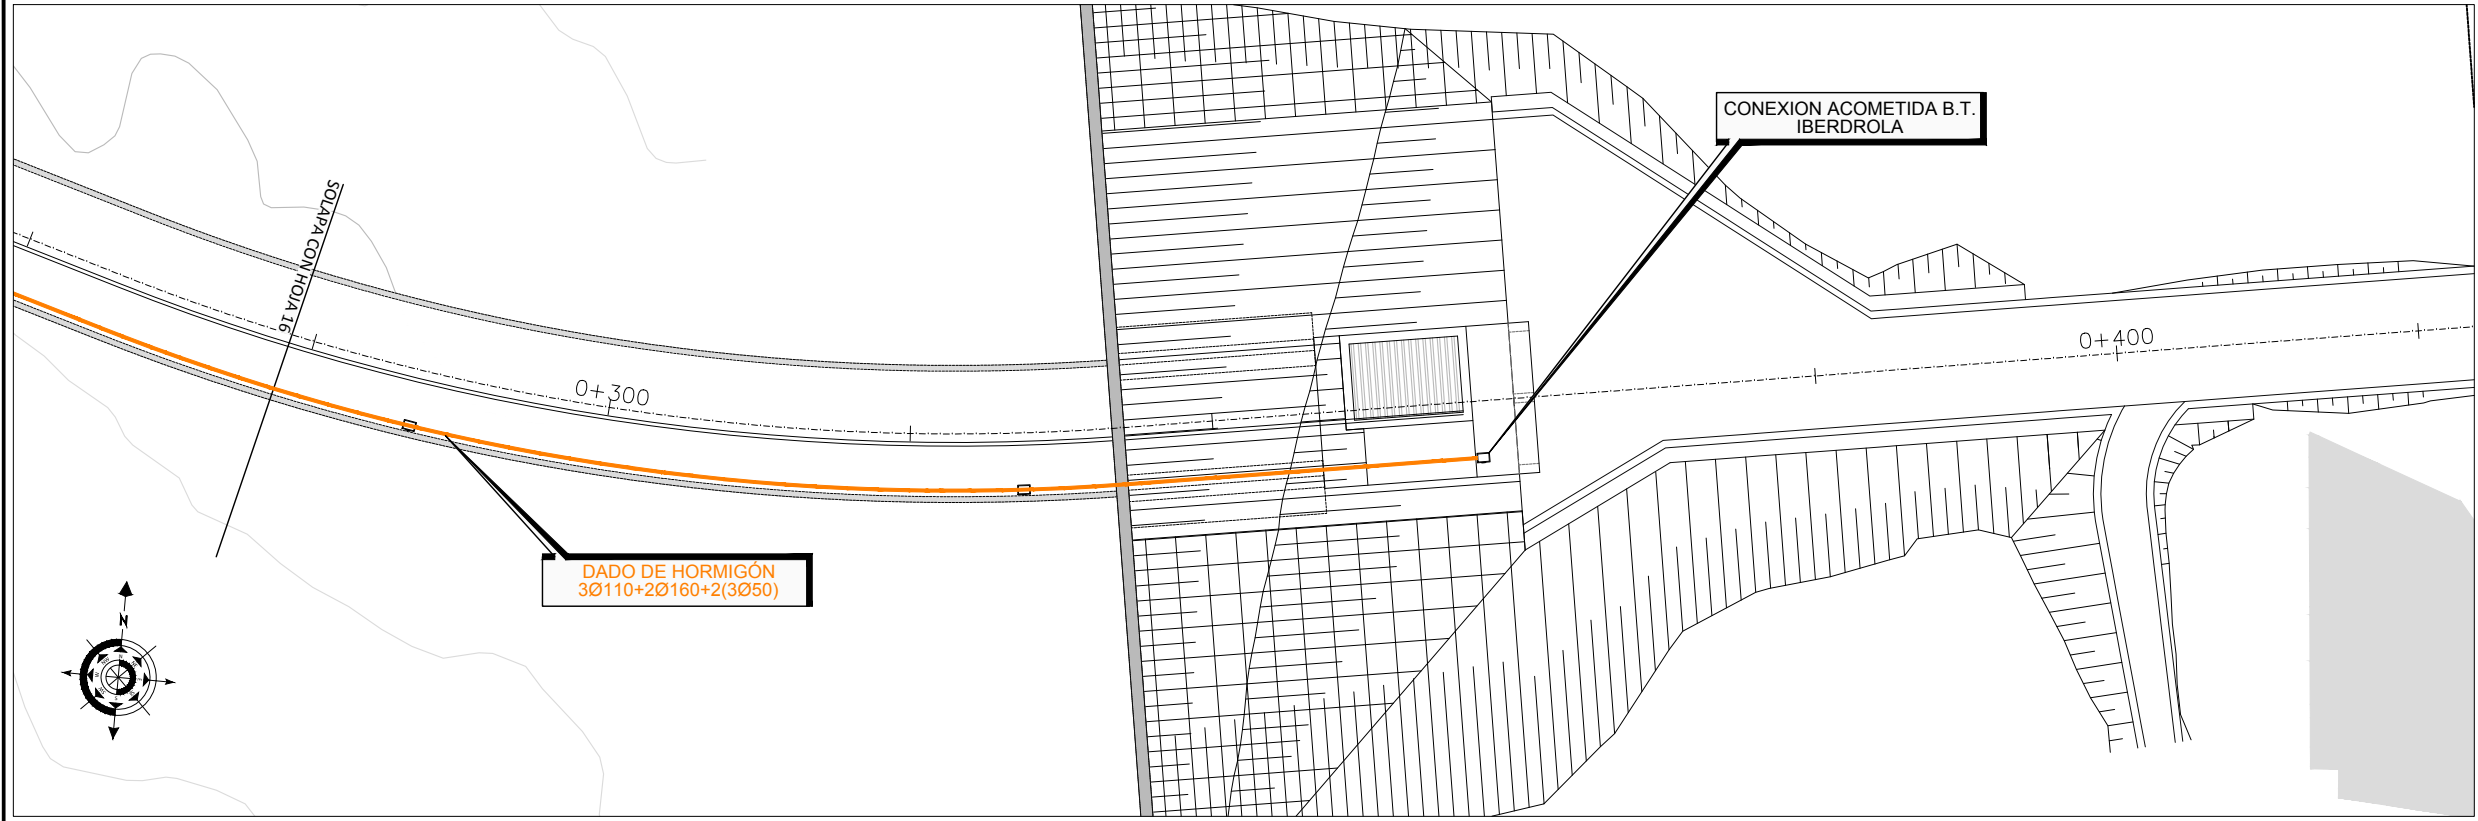 CONEXION ACOMETIDA B.T.
IBERDROLA
SOLAPA CON HOJA 16
0+300
0+400
DADO DE HORMIGÓN
3Ø110+2Ø160+2(3Ø50)
N